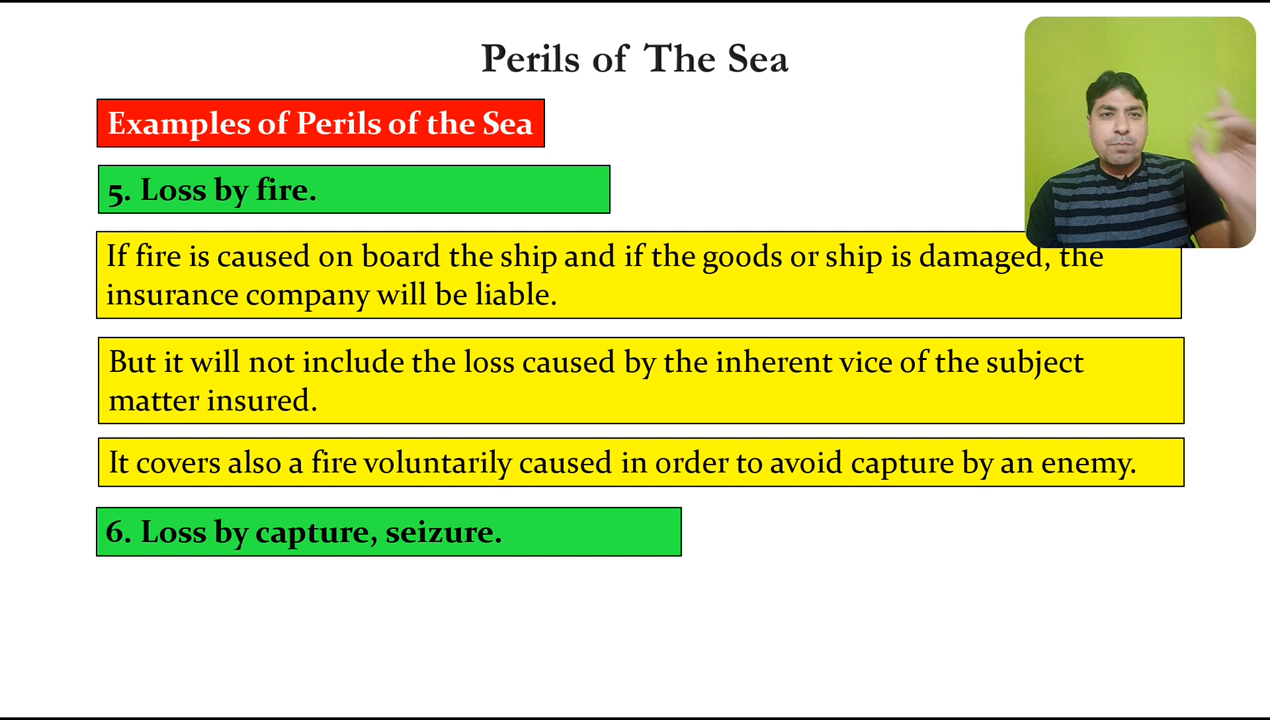 Perils of The Sea
Examples of Perils of the Sea
5. Loss by fire.
If fire is caused on board the ship and if the goods or ship is damaged, the
insurance company will be liable.
But it will not include the loss caused by the inherent vice of the subject
matter insured.
It covers also a fire voluntarily caused in order to avoid capture by an enemy.
6. Loss by capture, seizure.